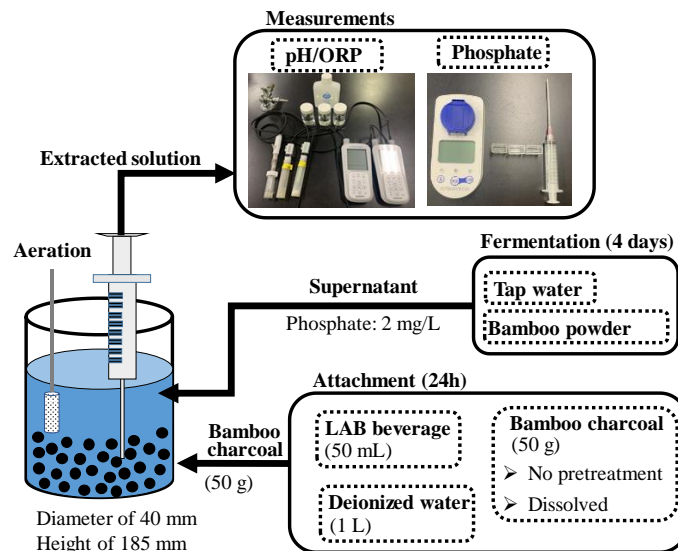 Measurements
pH/ORP
Phosphate
Extracted solution
Aeration
Fermentation (4 days)
Tap water
Bamboo powder
Supernatant
Phosphate: 2 mg/L
Attachment (24h)
LAB beverage
(50 mL)
Deionized water
(1 L)
Bamboo charcoal
(50 g)
➢ No pretreatment
➢ Dissolved
Bamboo
charcoal
(50 g)
Diameter of 40 mm
Height of 185 mm